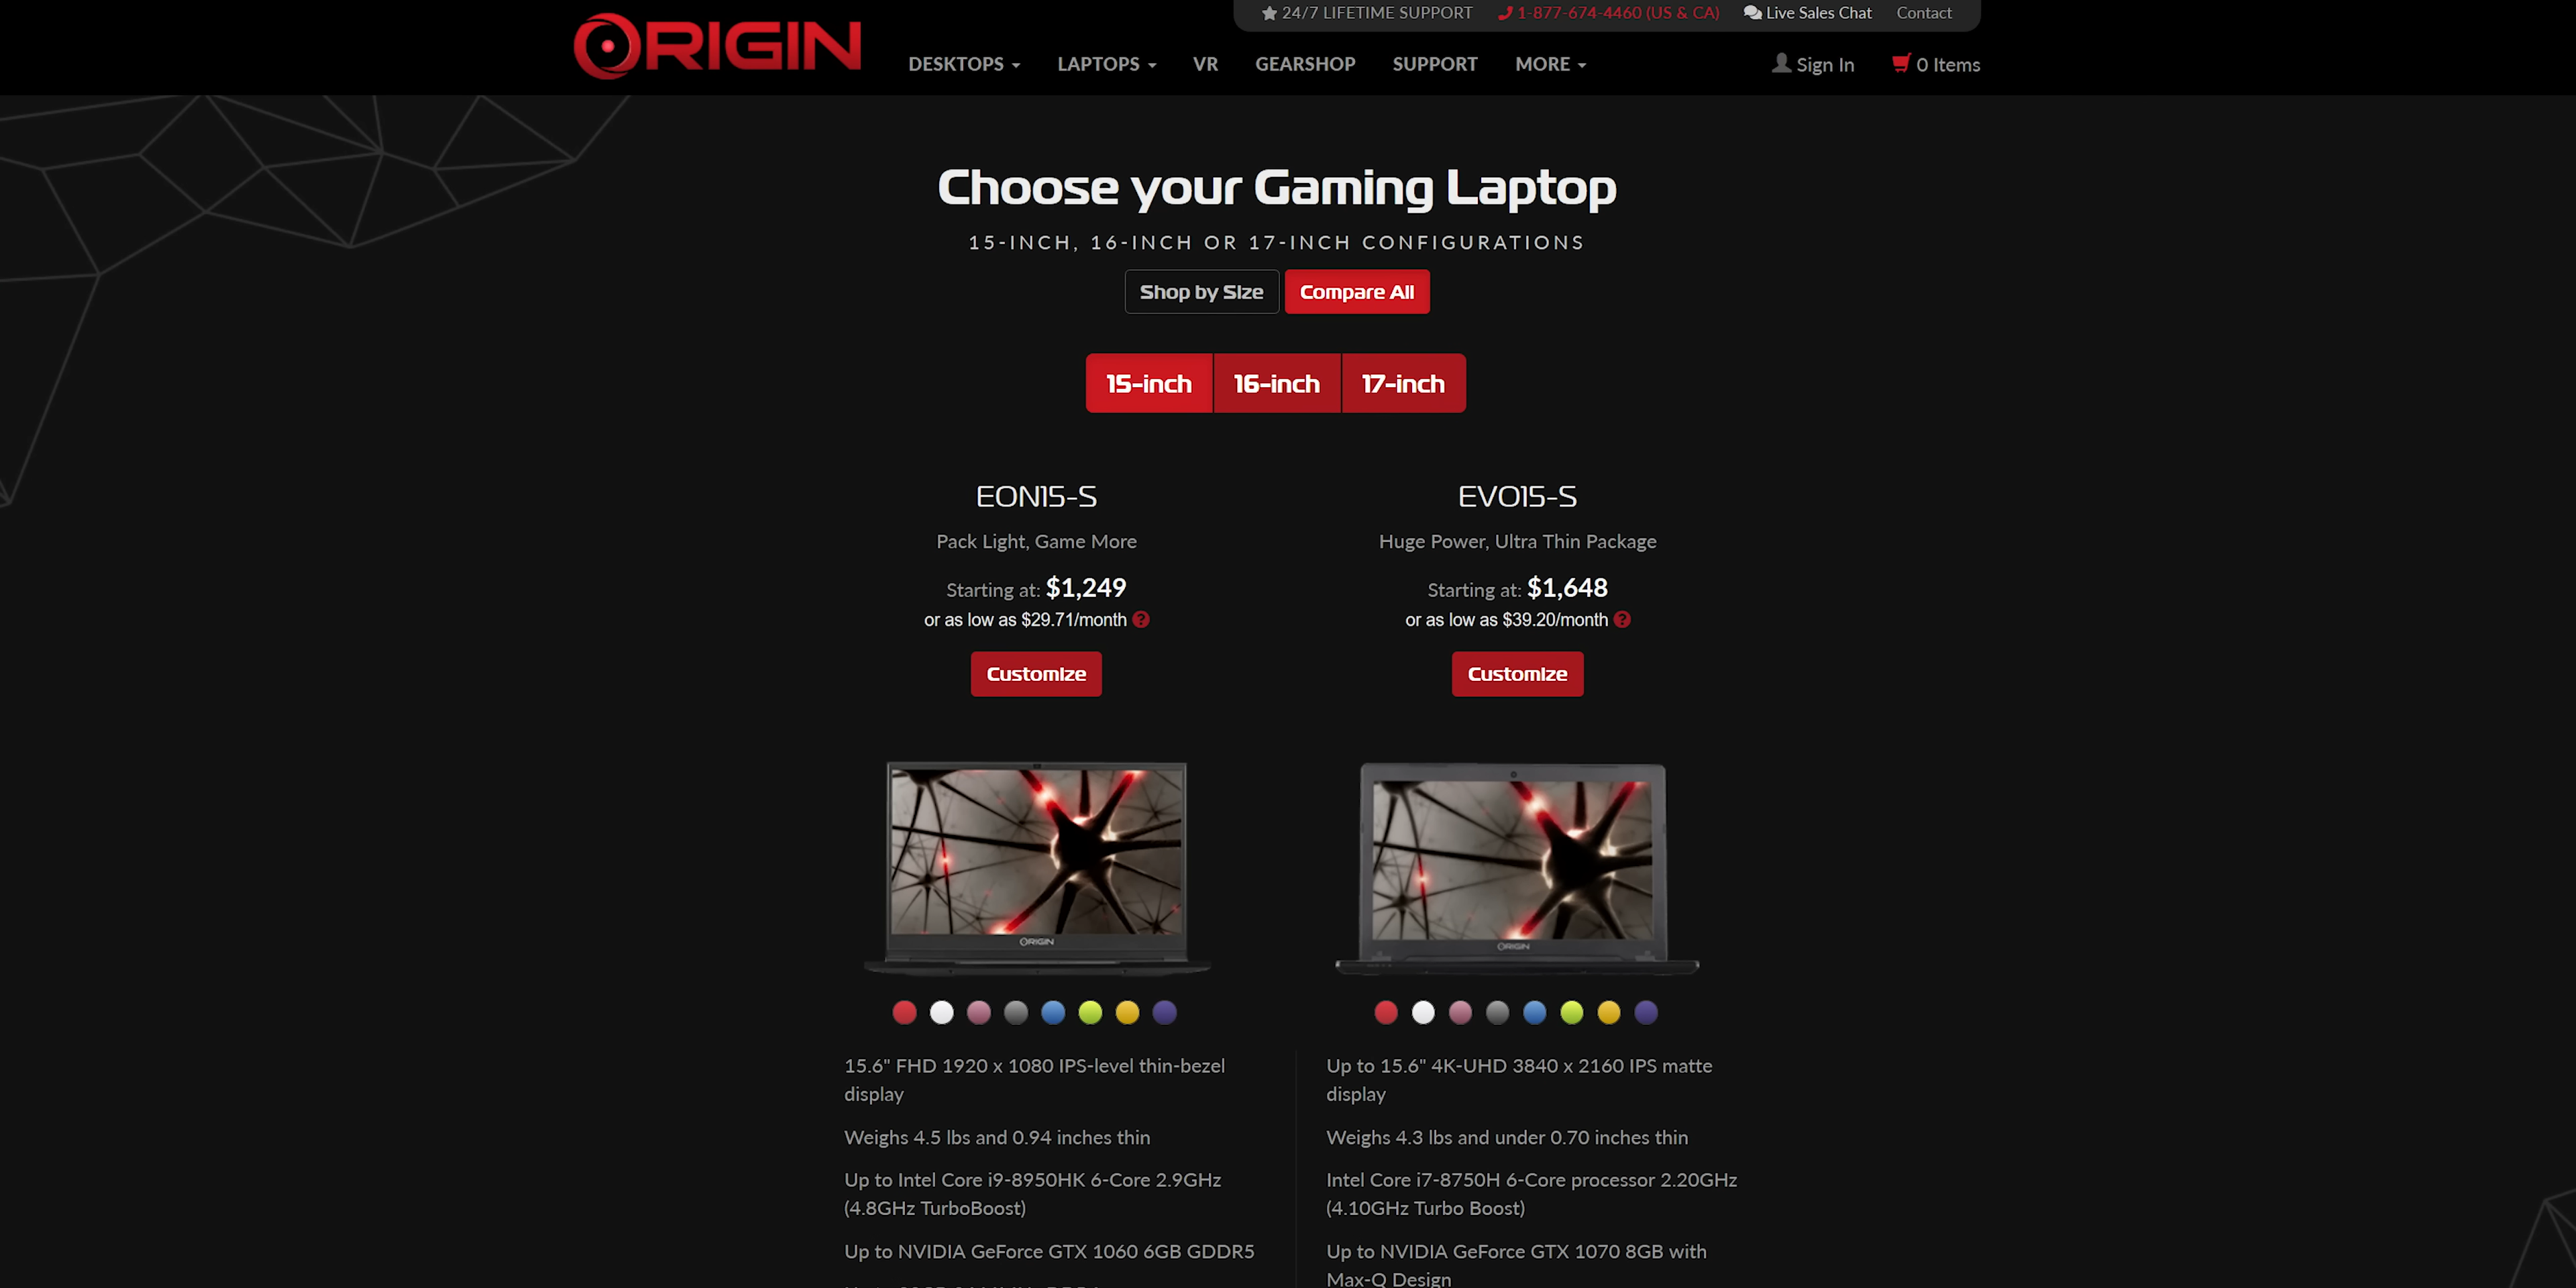 ORIGIN
24/7 LIFETIME SUPPORT 1-877-674-4460 (US & CA) Live Sales Chat Contact
DESKTOPS LAPTOPS VR GEARSHOP SUPPORT MORE Sign In 0 Items
Choose your Gaming Laptop
15-INCH, 16-INCH OR 17-INCH CONFIGURATIONS
Shop by Size Compare All
15-inch 16-inch 17-inch
EON15-S
Pack Light, Game More
Starting at: $1,249
or as low as $29.71/month ?
Customize
ORIGIN
15.6" FHD 1920 x 1080 IPS-level thin-bezel
display
Weighs 4.5 lbs and 0.94 inches thin
Up to Intel Core i9-8950HK 6-Core 2.9GHz
(4.8GHz TurboBoost)
Up to NVIDIA GeForce GTX 1060 6GB GDDR5
EVO15-S
Huge Power, Ultra Thin Package
Starting at: $1,648
or as low as $39.20/month ?
Customize
ORIGIN
Up to 15.6" 4K-UHD 3840 x 2160 IPS matte
display
Weighs 4.3 lbs and under 0.70 inches thin
Intel Core i7-8750H 6-Core processor 2.20GHz
(4.10GHz Turbo Boost)
Up to NVIDIA GeForce GTX 1070 8GB with
Max-Q Design